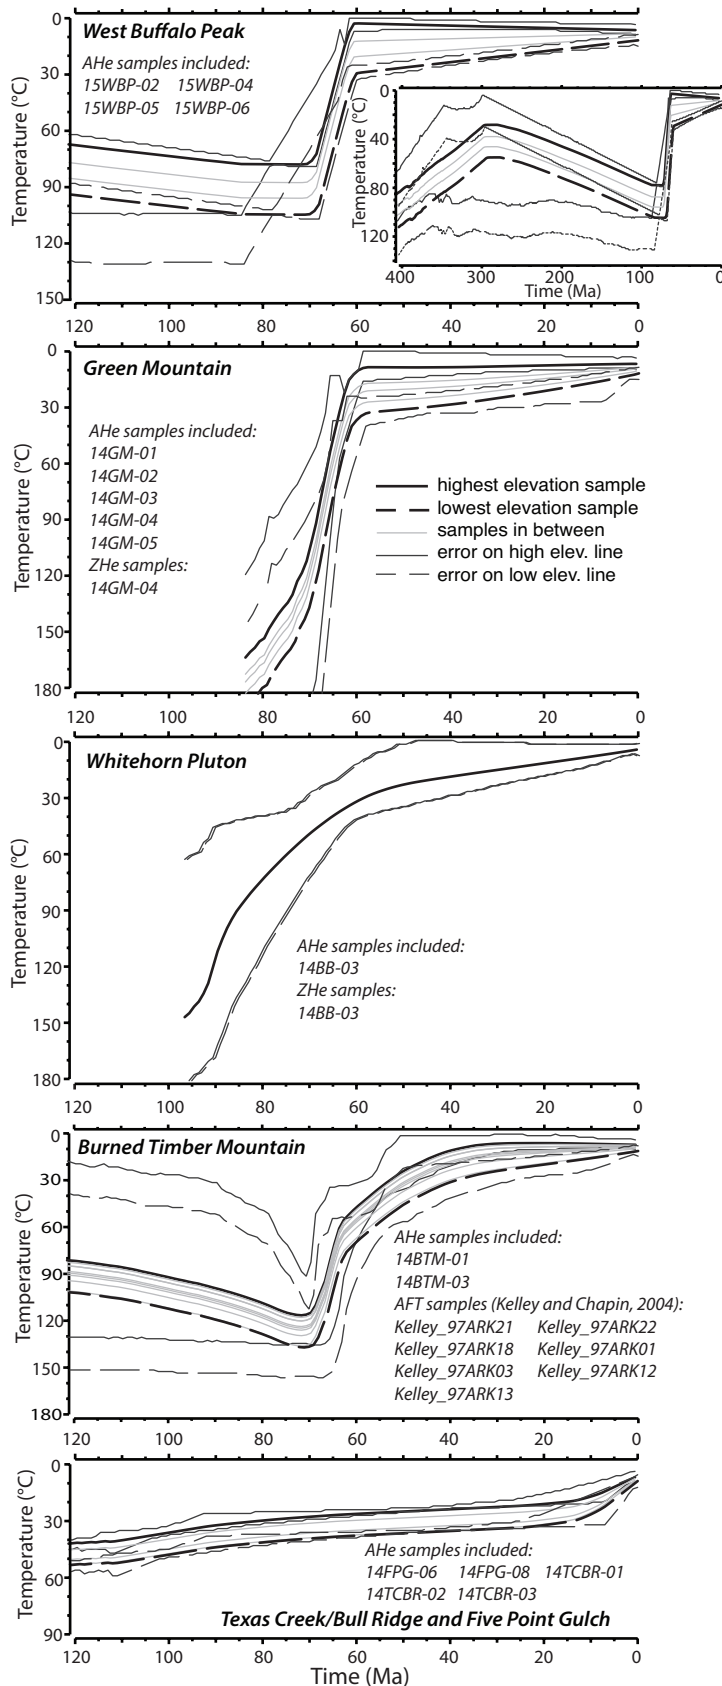 West Buffalo Peak
AHe samples included:
15WBP-02 15WBP-04
15WBP-05 15WBP-06
Temperature (°C)
0
30
60
90
120
150
Temperature (°C)
0
40
80
120
400 300 200 100 0
Time (Ma)
120 100 80 60 40 20 0
Green Mountain
AHe samples included:
14GM-01
14GM-02
14GM-03
14GM-04
14GM-05
ZHe samples:
14GM-04
highest elevation sample
lowest elevation sample
samples in between
error on high elev. line
error on low elev. line
Temperature (°C)
0
30
60
90
120
150
180
120 100 80 60 40 20 0
Whitehorn Pluton
AHe samples included:
14BB-03
ZHe samples:
14BB-03
Temperature (°C)
0
30
60
90
120
150
180
120 100 80 60 40 20 0
Burned Timber Mountain
AHe samples included:
14BTM-01
14BTM-03
AFT samples (Kelley and Chapin, 2004):
Kelley_97ARK21 Kelley_97ARK22
Kelley_97ARK18 Kelley_97ARK01
Kelley_97ARK03 Kelley_97ARK12
Kelley_97ARK13
Temperature (°C)
0
30
60
90
120
150
180
120 100 80 60 40 20 0
Temperature (°C)
0
30
60
90
AHe samples included:
14FPG-06 14FPG-08 14TCBR-01
14TCBR-02 14TCBR-03
Texas Creek/Bull Ridge and Five Point Gulch
120 100 80 60 40 20 0
Time (Ma)